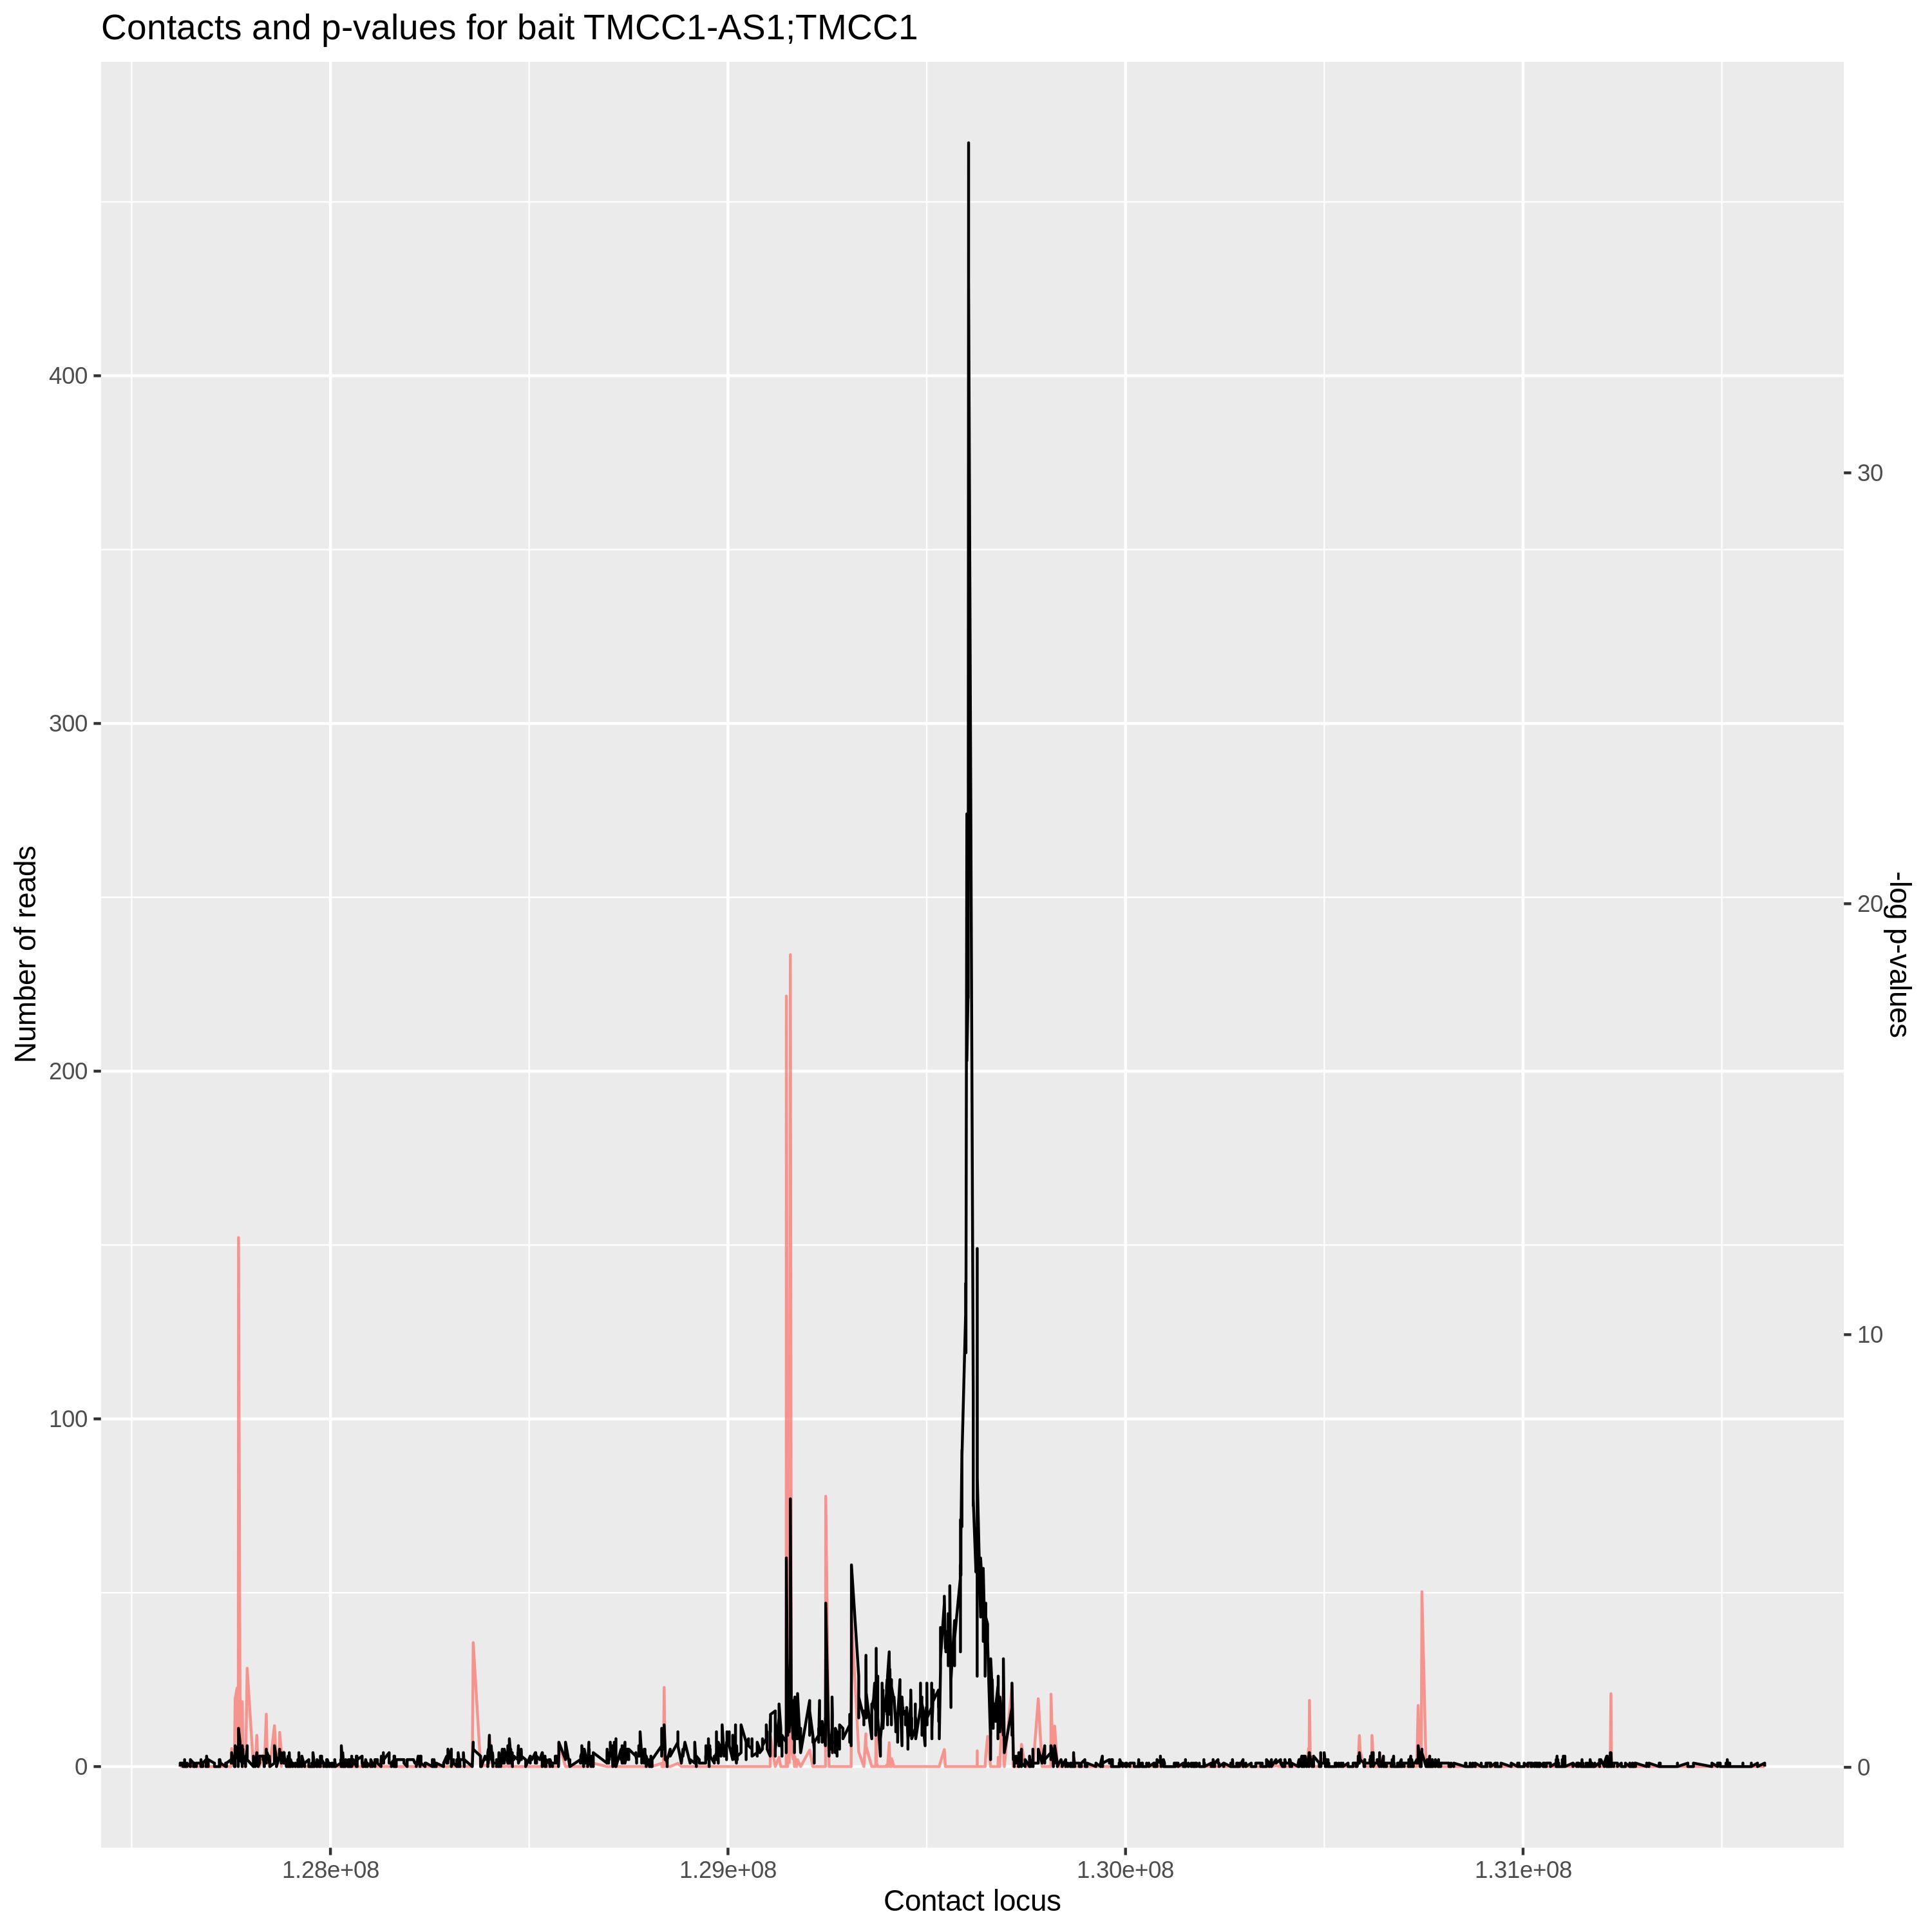 Contacts and p-values for bait TMCC1-AS1;TMCC1
400
300
200
100
0
Number of reads
30
20
10
0
-log p-values
1.28e+08
1.29e+08
1.30e+08
1.31e+08
Contact locus